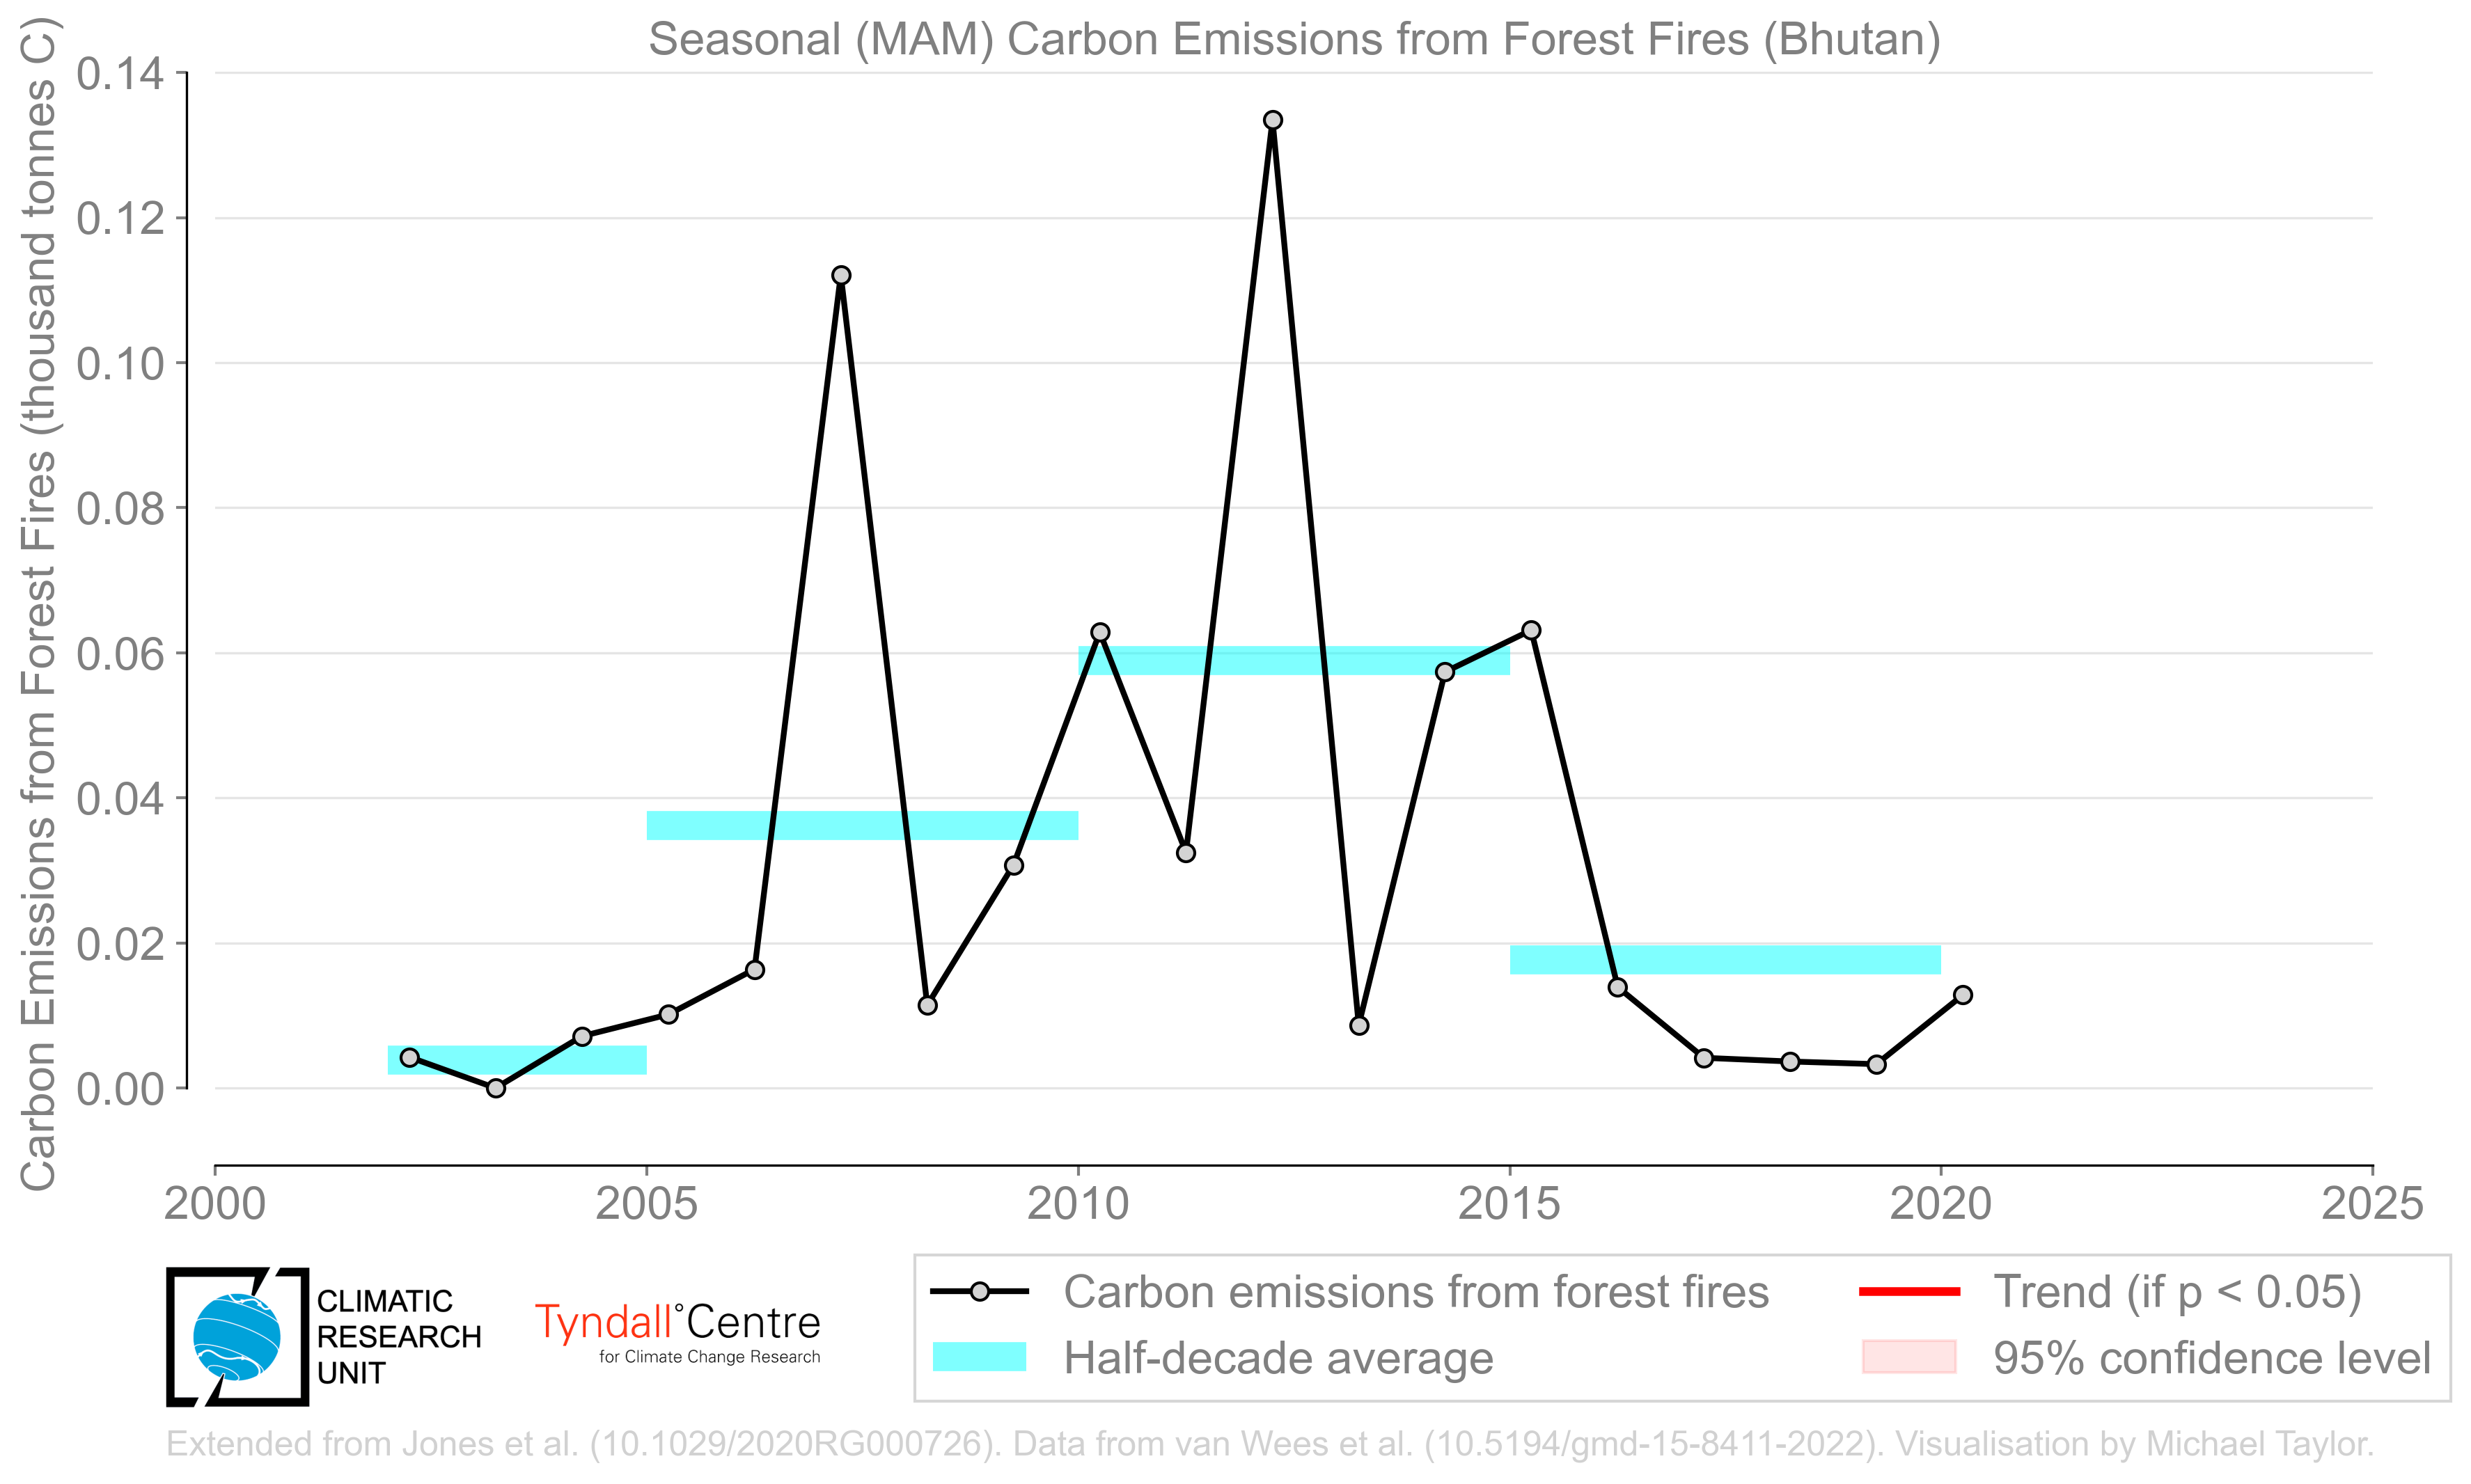 Seasonal (MAM) Carbon Emissions from Forest Fires (Bhutan)
Carbon Emissions from Forest Fires (thousand tonnes C)
0.14
0.12
0.10
0.08
0.06
0.04
0.02
0.00
2000
2005
2010
2015
2020
2025
CLIMATIC
RESEARCH
UNIT
Tyndall°Centre
for Climate Change Research
Carbon emissions from forest fires
Half-decade average
Trend (if p < 0.05)
95% confidence level
Extended from Jones et al. (10.1029/2020RG000726). Data from van Wees et al. (10.5194/gmd-15-8411-2022). Visualisation by Michael Taylor.